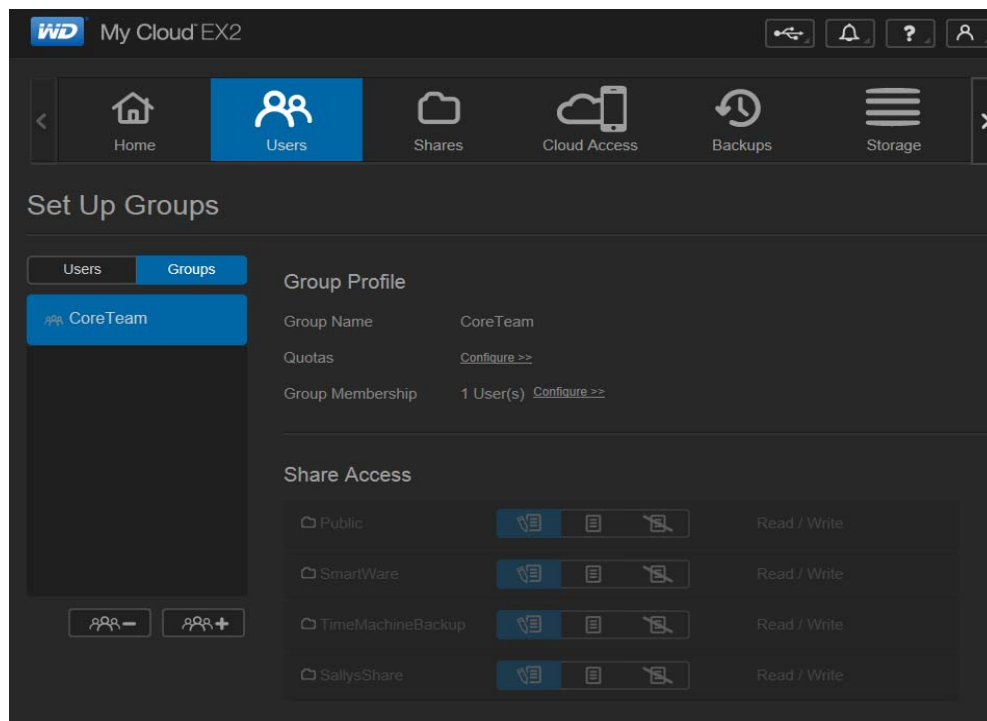 WD My Cloud EX2
?
Home
Users
Shares
Cloud Access
Backups
Storage
Set Up Groups
Users Groups
CoreTeam
Group Profile
Group Name CoreTeam
Quotas Configure >>
Group Membership 1 User(s) Configure >>
Share Access
Public Read / Write
SmartWare Read / Write
TimeMachineBackup Read / Write
SallysShare Read / Write